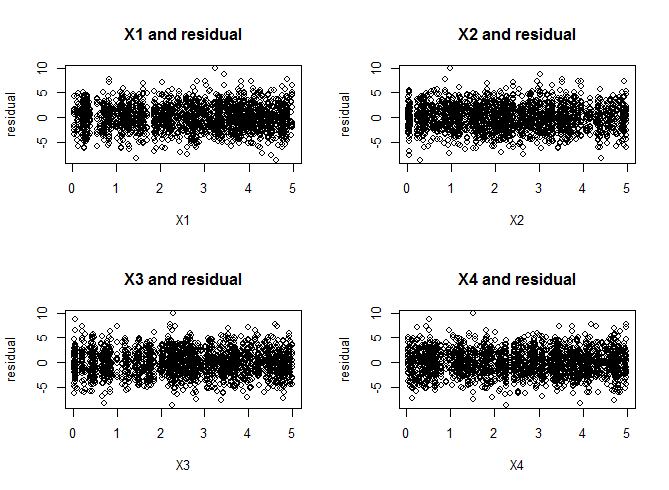 X1 and residual
residual
10
5
0
-5
0 1 2 3 4 5
X1
X2 and residual
residual
10
5
0
-5
0 1 2 3 4 5
X2
X3 and residual
residual
10
5
0
-5
0 1 2 3 4 5
X3
X4 and residual
residual
10
5
0
-5
0 1 2 3 4 5
X4